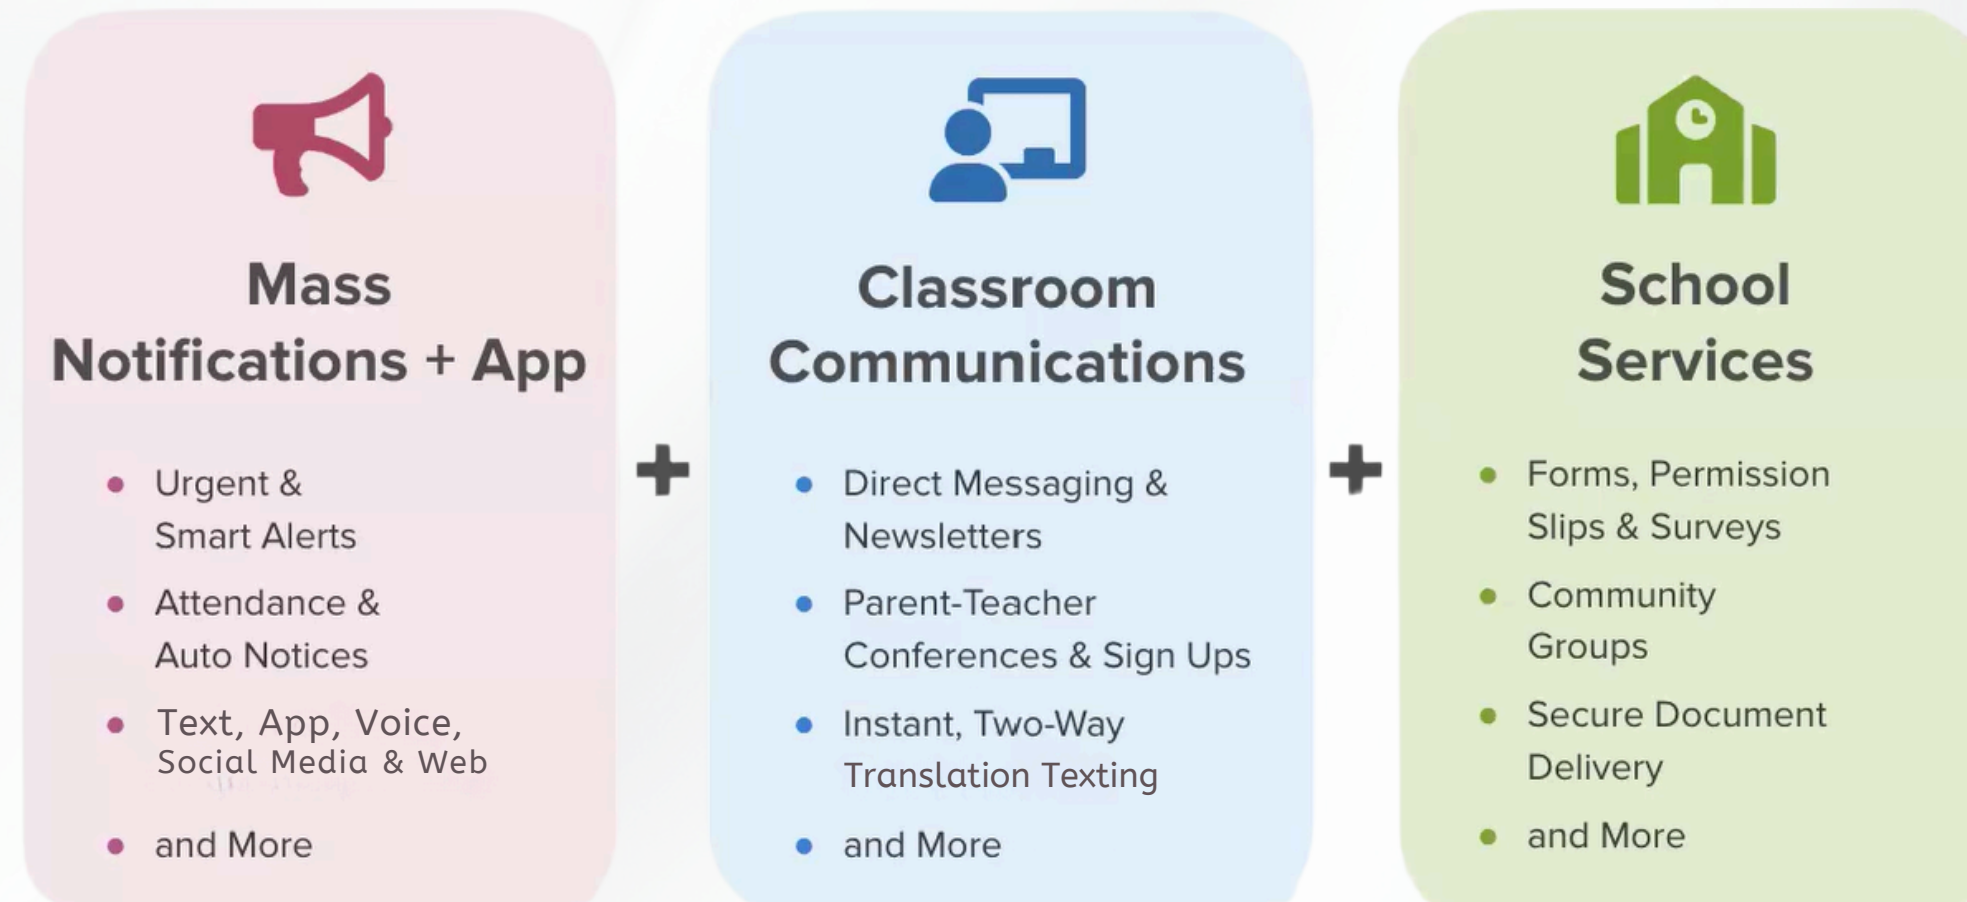 Mass
Notifications + App
Urgent &
Smart Alerts
Attendance &
Auto Notices
Text, App, Voice,
Social Media & Web
and More
+
Classroom
Communications
Direct Messaging &
Newsletters
Parent-Teacher
Conferences & Sign Ups
Instant, Two-Way
Translation Texting
and More
+
School
Services
Forms, Permission
Slips & Surveys
Community
Groups
Secure Document
Delivery
and More